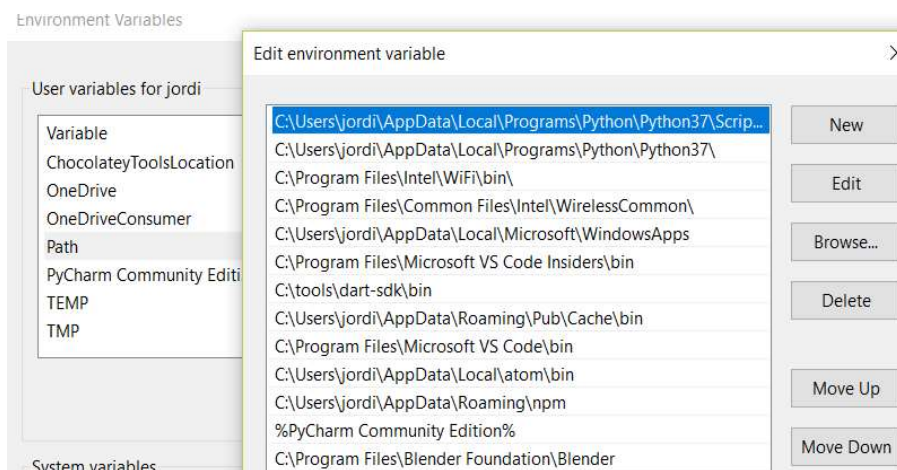 Environment Variables
Edit environment variable
User variables for jordi
Variable
ChocolateyToolsLocation
OneDrive
OneDriveConsumer
Path
PyCharm Community Editi
TEMP
TMP
System variables
C:\Users\jordi\AppData\Local\Programs\Python\Python37\Scrip...
C:\Users\jordi\AppData\Local\Programs\Python\Python37\
C:\Program Files\Intel\WiFi\bin\
C:\Program Files\Common Files\Intel\WirelessCommon\
C:\Users\jordi\AppData\Local\Microsoft\WindowsApps
C:\Program Files\Microsoft VS Code Insiders\bin
C:\tools\dart-sdk\bin
C:\Users\jordi\AppData\Roaming\Pub\Cache\bin
C:\Program Files\Microsoft VS Code\bin
C:\Users\jordi\AppData\Local\atom\bin
C:\Users\jordi\AppData\Roaming\npm
%PyCharm Community Edition%
C:\Program Files\Blender Foundation\Blender
New
Edit
Browse...
Delete
Move Up
Move Down